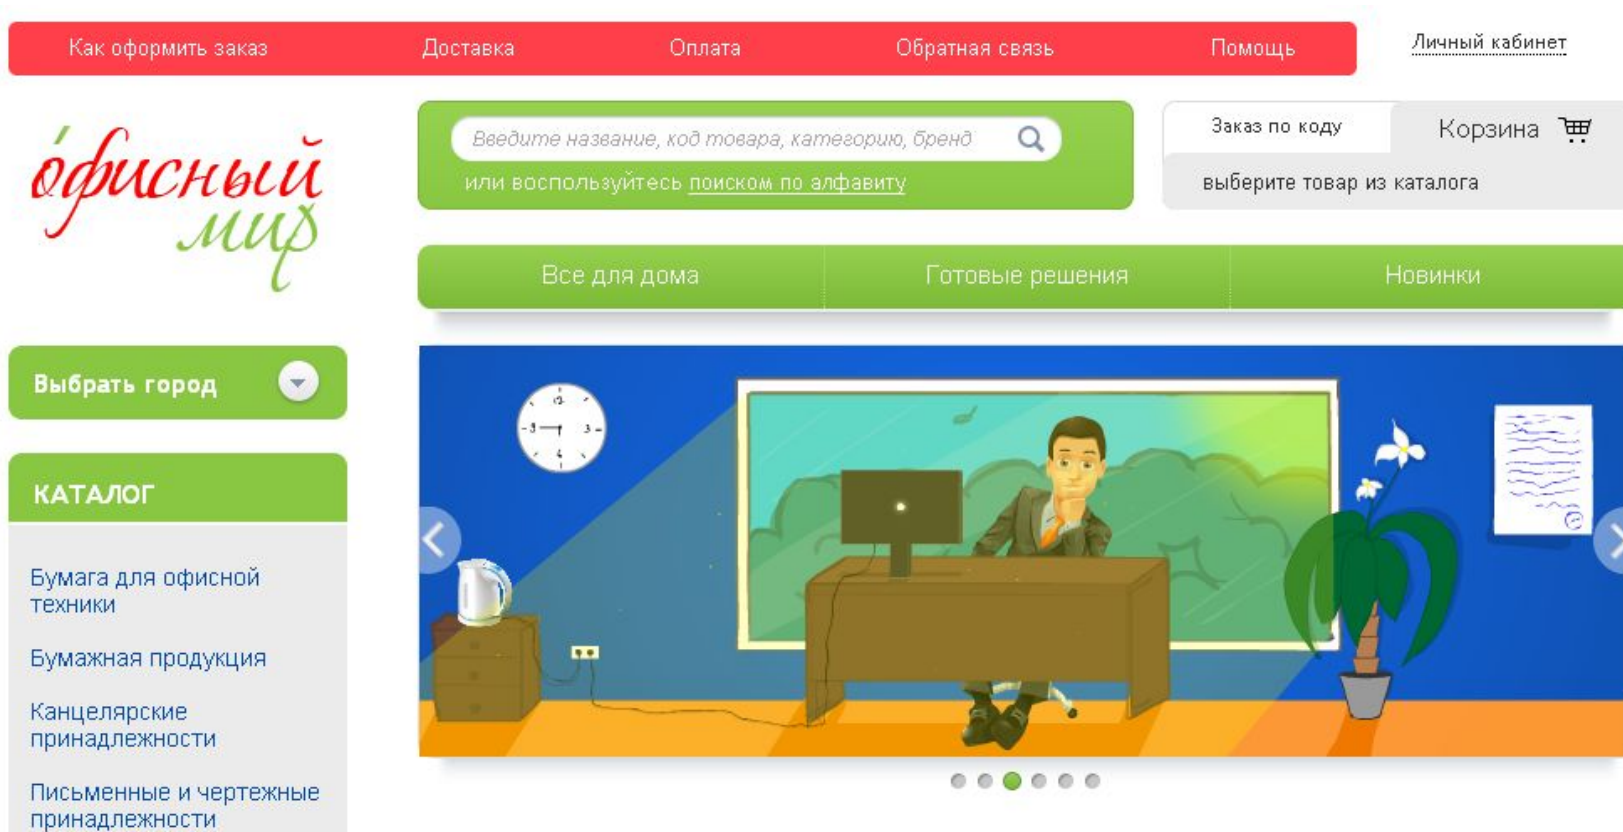 Как оформить заказ
Доставка
Оплата
Обратная связь
Помощь
Личный кабинет
офисный
мир
Введите название, код товара, категорию, бренд
или воспользуйтесь поиском по алфавиту
Заказ по коду
Корзина
выберите товар из каталога
Все для дома
Готовые решения
Новинки
Выбрать город
12
3
КАТАЛОГ
Бумага для офисной
техники
Бумажная продукция
Канцелярские
принадлежности
Письменные и чертежные
принадлежности